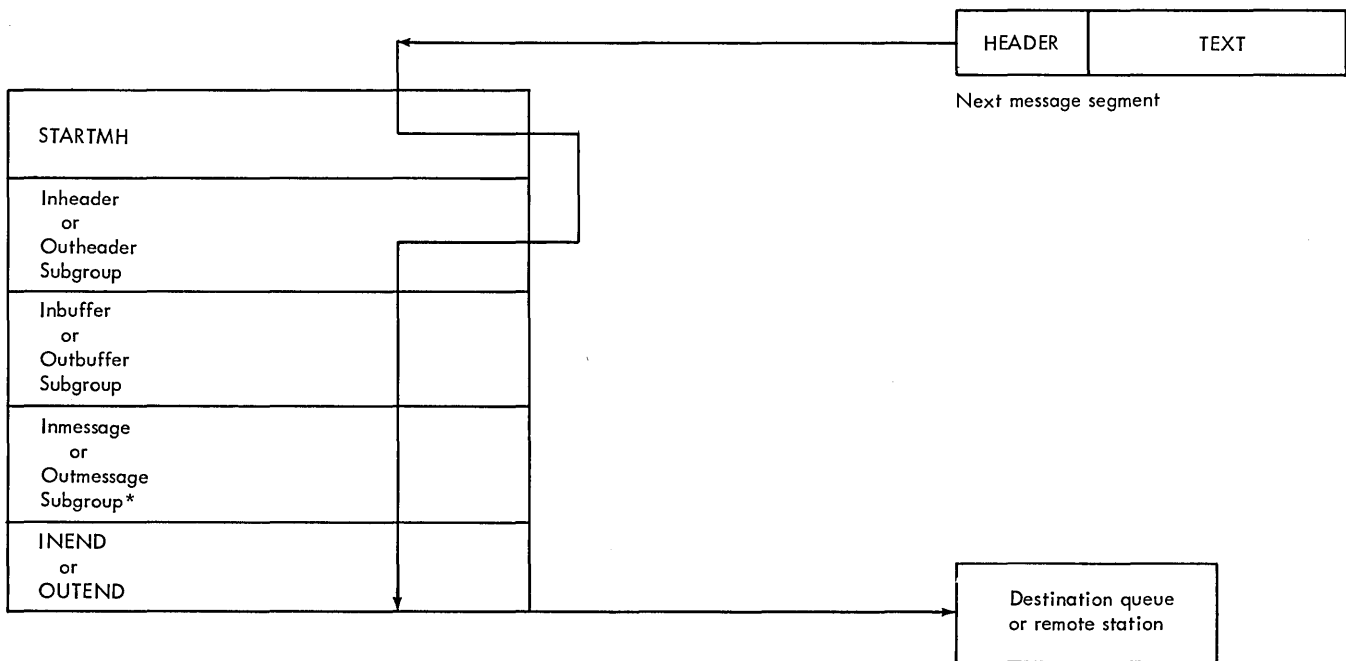 HEADER TEXT
Next message segment
STARTMH
Inheader
or
Outheader
Subgroup
Inbuffer
or
Outbuffer
Subgroup
Inmessage
or
Outmessage
Subgroup*
INEND
or
OUTEND
Destination queue
or remote station